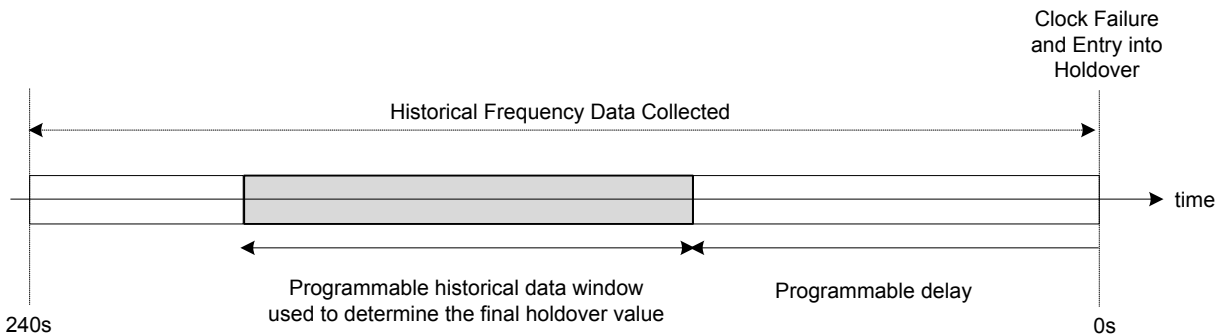 Clock Failure
and Entry into
Holdover
Historical Frequency Data Collected
time
Programmable historical data window
used to determine the final holdover value
Programmable delay
240s
0s